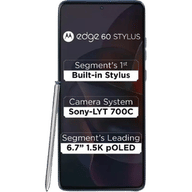 edge 60 STYLUS
Segment's 1st
Built-in Stylus
Camera System
Sony-LYT 700C
Segment's Leading
6.7" 1.5K pOLED